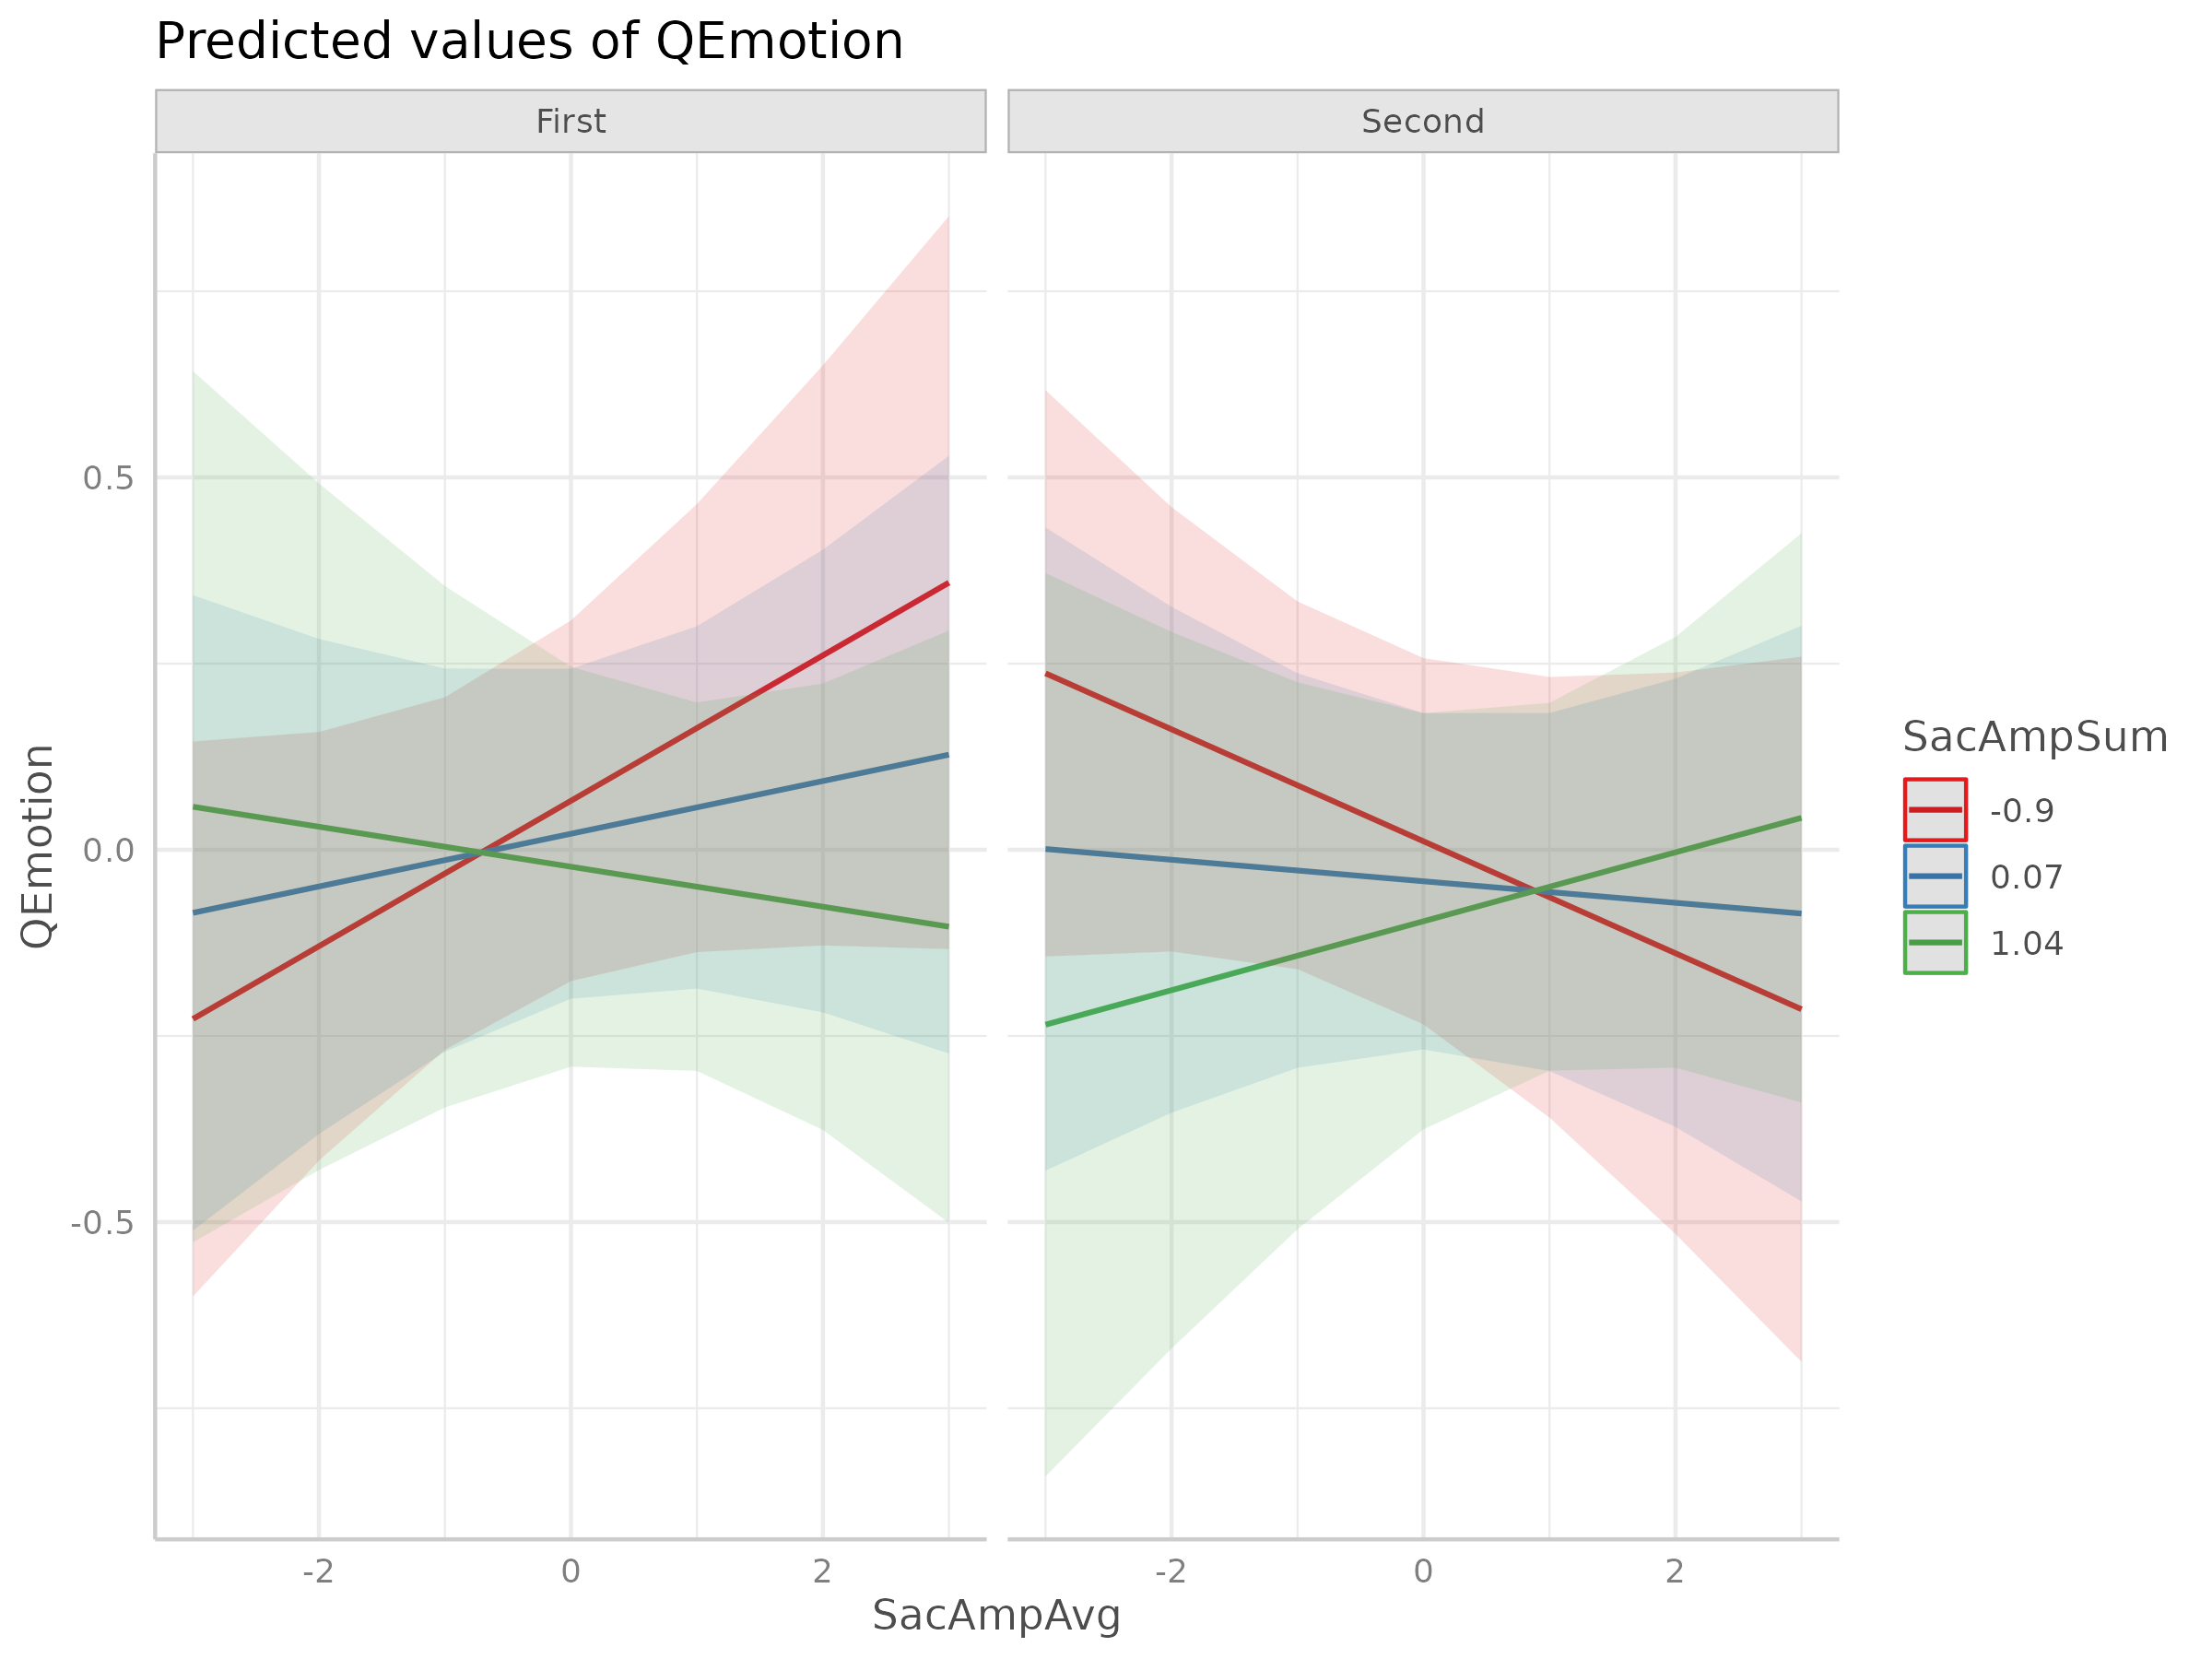 Predicted values of QEmotion
First
Second
0.5
0.0
-0.5
QEmotion
-2
0
2
-2
0
2
SacAmpAvg
SacAmpSum
-0.9
0.07
1.04